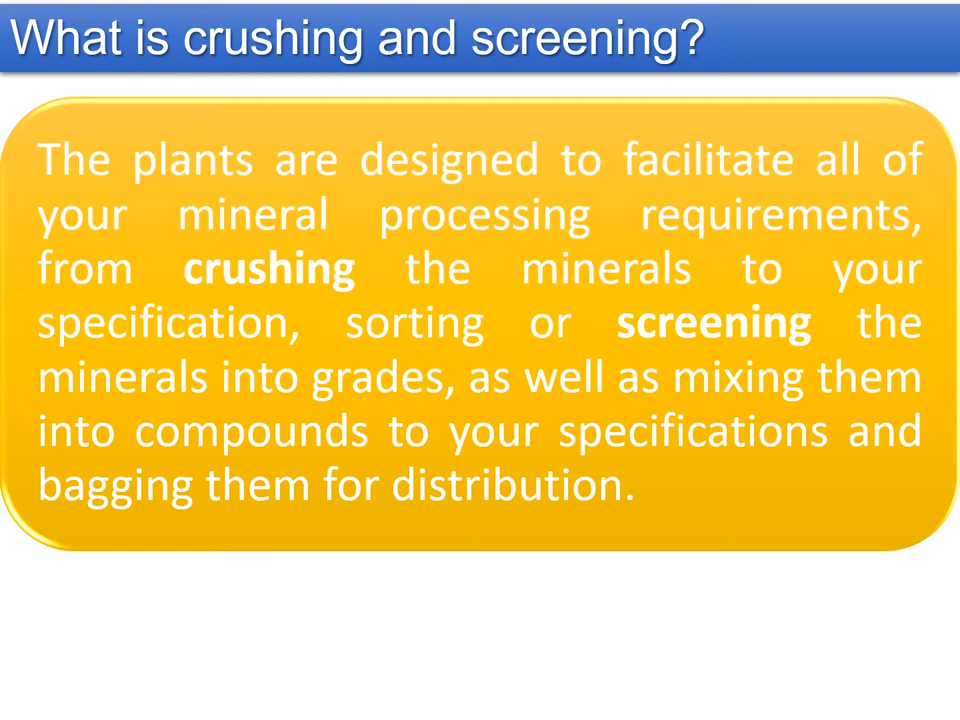 What is crushing and screening?
The plants are designed to facilitate all of
your mineral processing requirements,
from crushing the minerals to your
specification, sorting or screening the
minerals into grades, as well as mixing them
into compounds to your specifications and
bagging them for distribution.